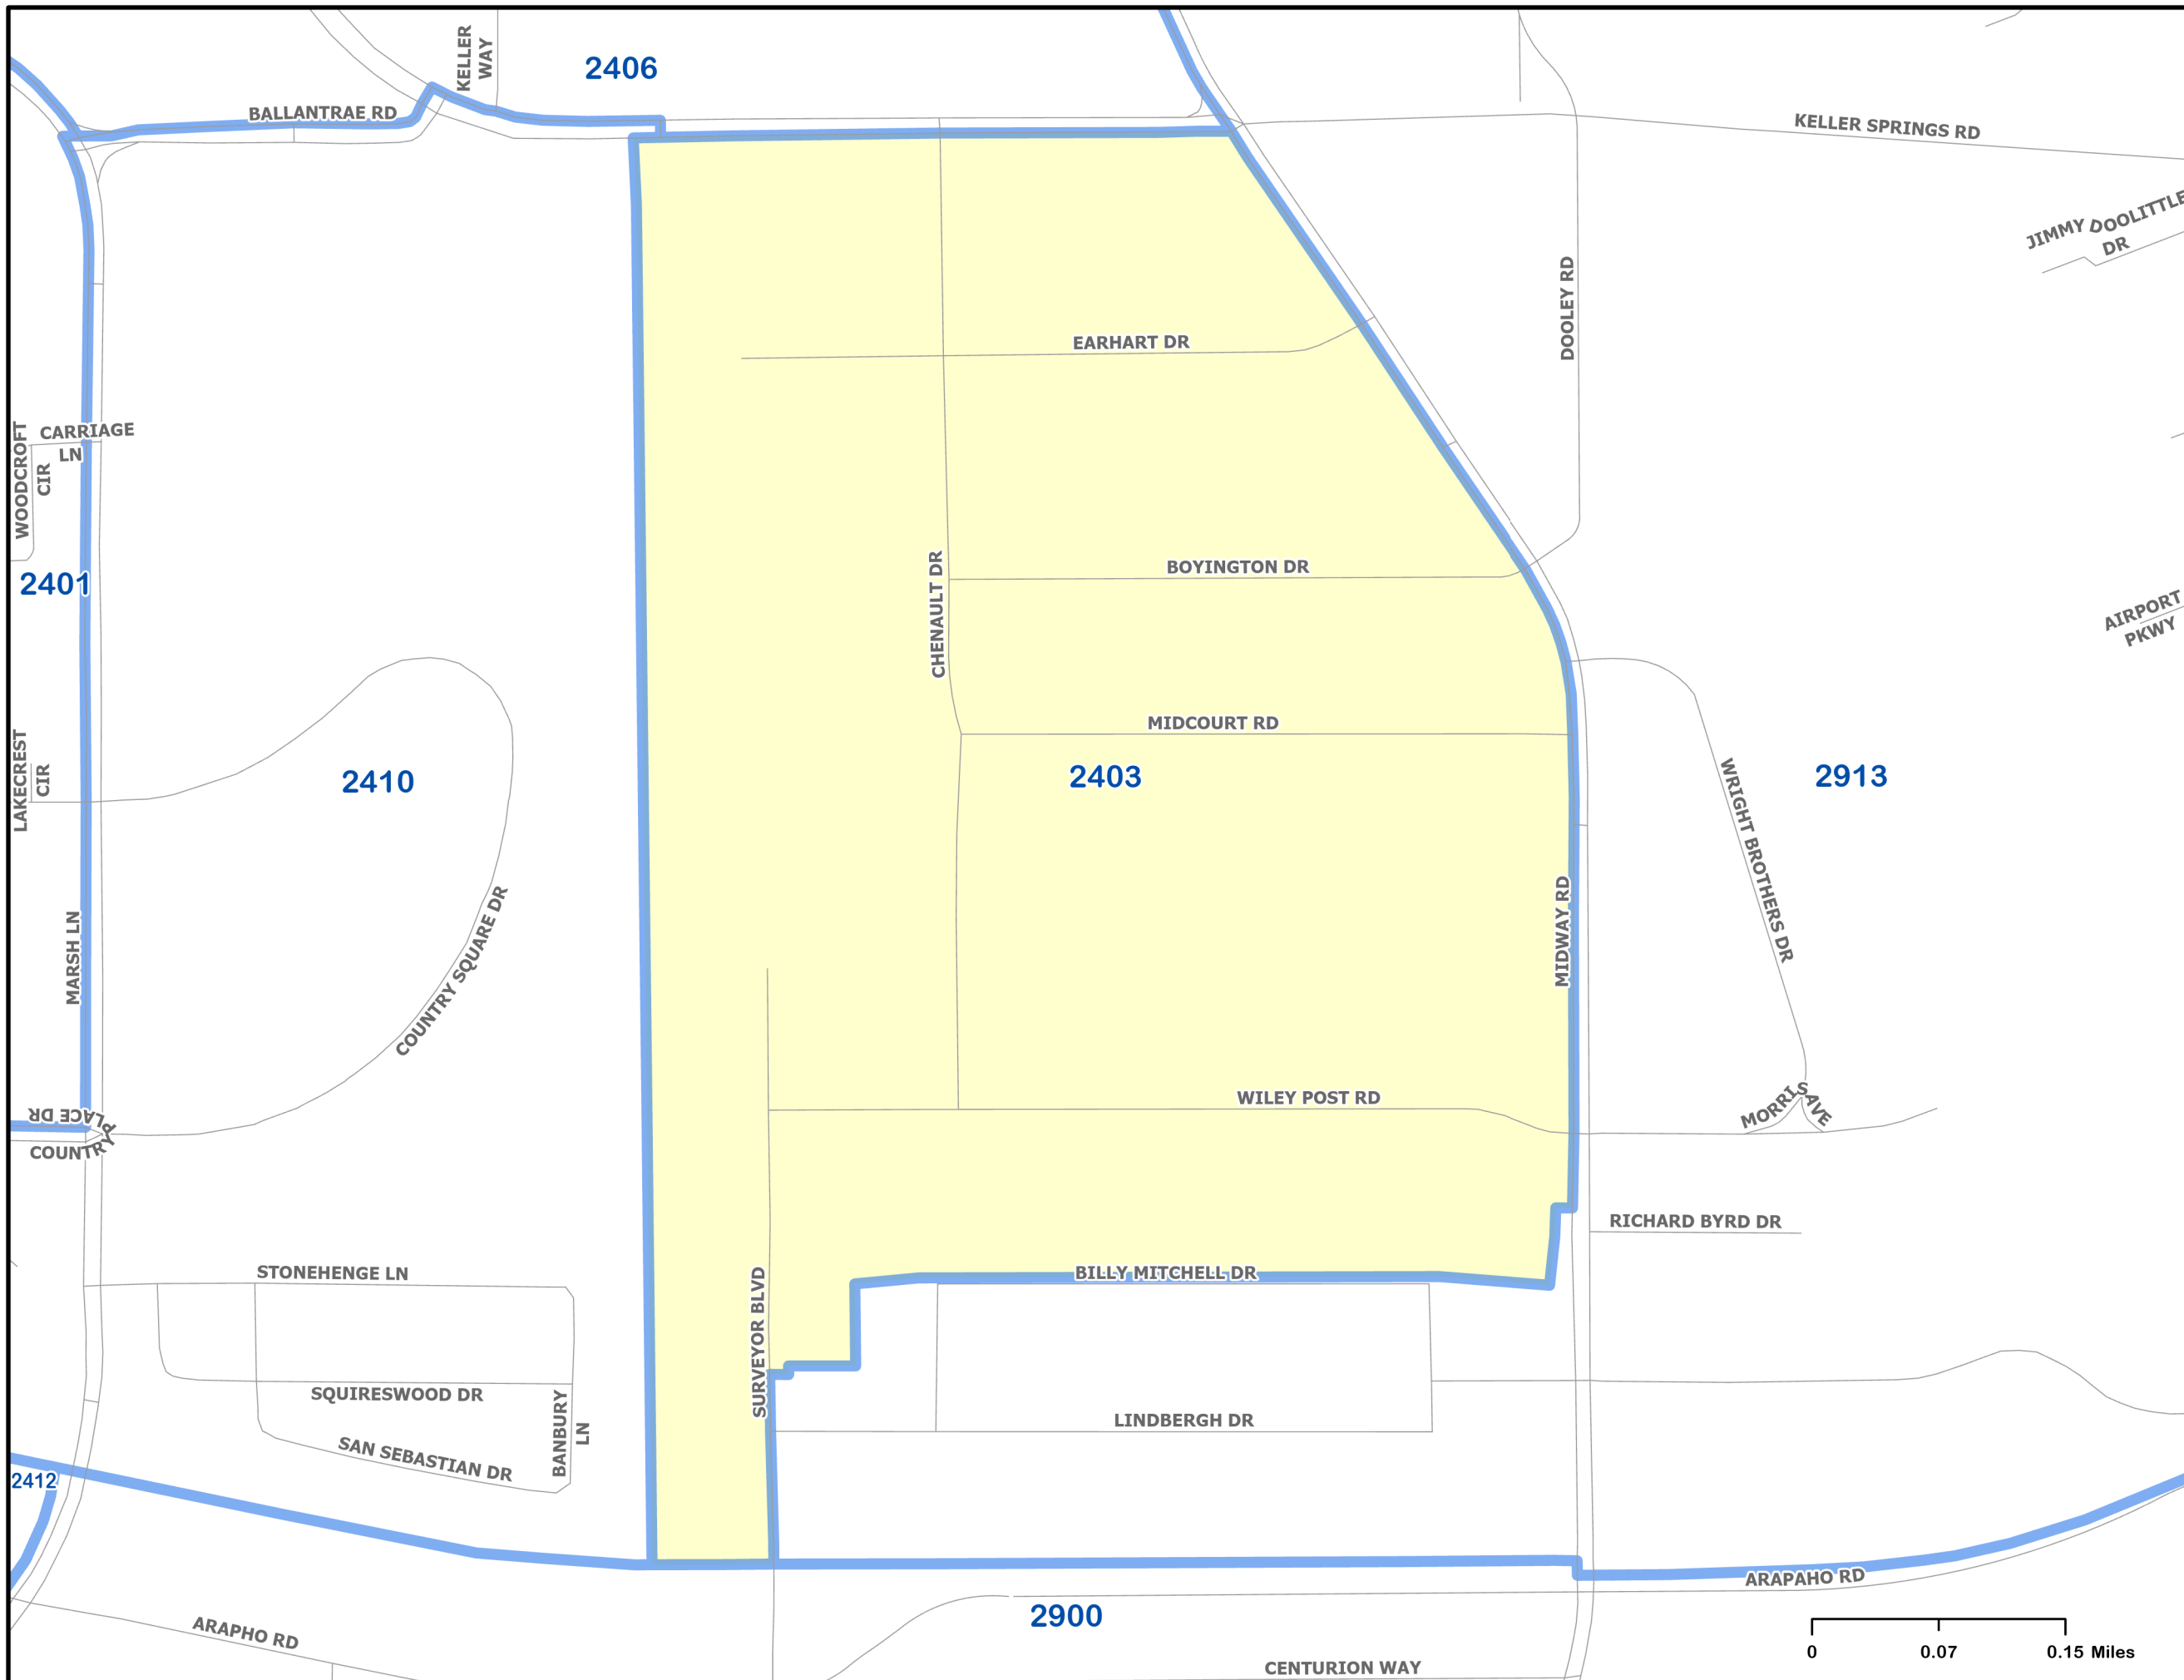 KELLER
WAY
2406
BALLANTRAE RD
KELLER SPRINGS RD
JIMMY DOOLITTLE
DR
DOOLEY RD
EARHART DR
CARRIAGE
LN
WOODCROFT
CIR
2401
BOYINGTON DR
CHENAULT DR
AIRPORT
PKWY
MIDCOURT RD
LAKECREST
CIR
2410
2403
2913
WRIGHT BROTHERS DR
MARSH LN
COUNTRY SQUARE DR
MIDWAY RD
WILEY POST RD
MORRIS AVE
COUNTRY
PLACE DR
RICHARD BYRD DR
STONEHENGE LN
BILLY MITCHELL DR
SURVEYOR BLVD
SQUIRESWOOD DR
BANBURY
LN
LINDBERGH DR
SAN SEBASTIAN DR
2412
ARAPAHO RD
2900
ARAPHO RD
CENTURION WAY
0 0.07 0.15 Miles